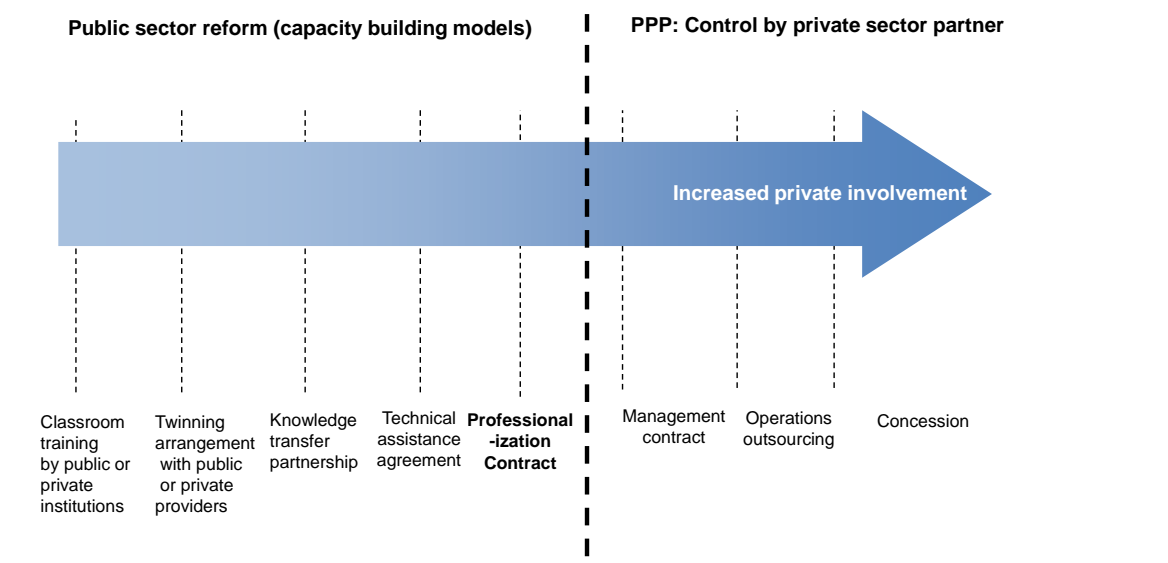 Public sector reform (capacity building models)
PPP: Control by private sector partner
Increased private involvement
Classroom
training
by public or
private
institutions
Twinning
arrangement
with public
or private
providers
Knowledge
transfer
partnership
Technical
assistance
agreement
Professional
-ization
Contract
Management
contract
Operations
outsourcing
Concession